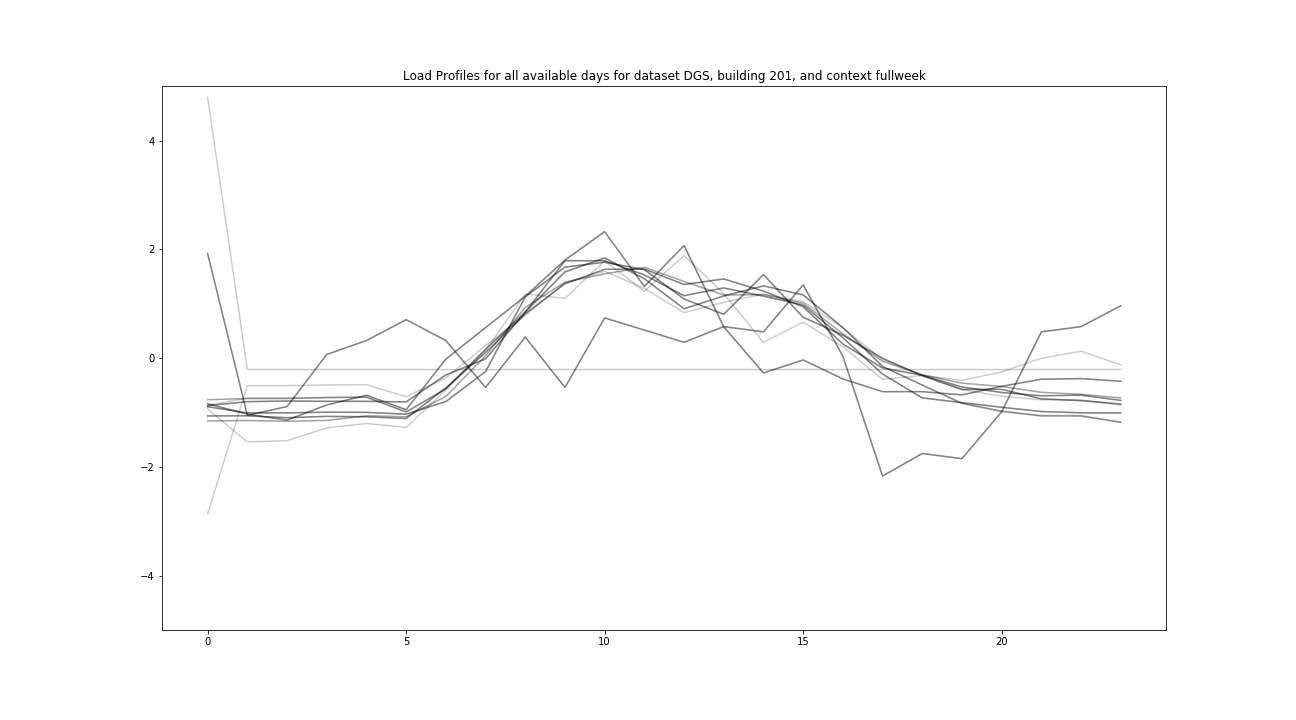 Load Profiles for all available days for dataset DGS, building 201, and context fullweek
4
2
0
−2
−4
0 5 10 15 20